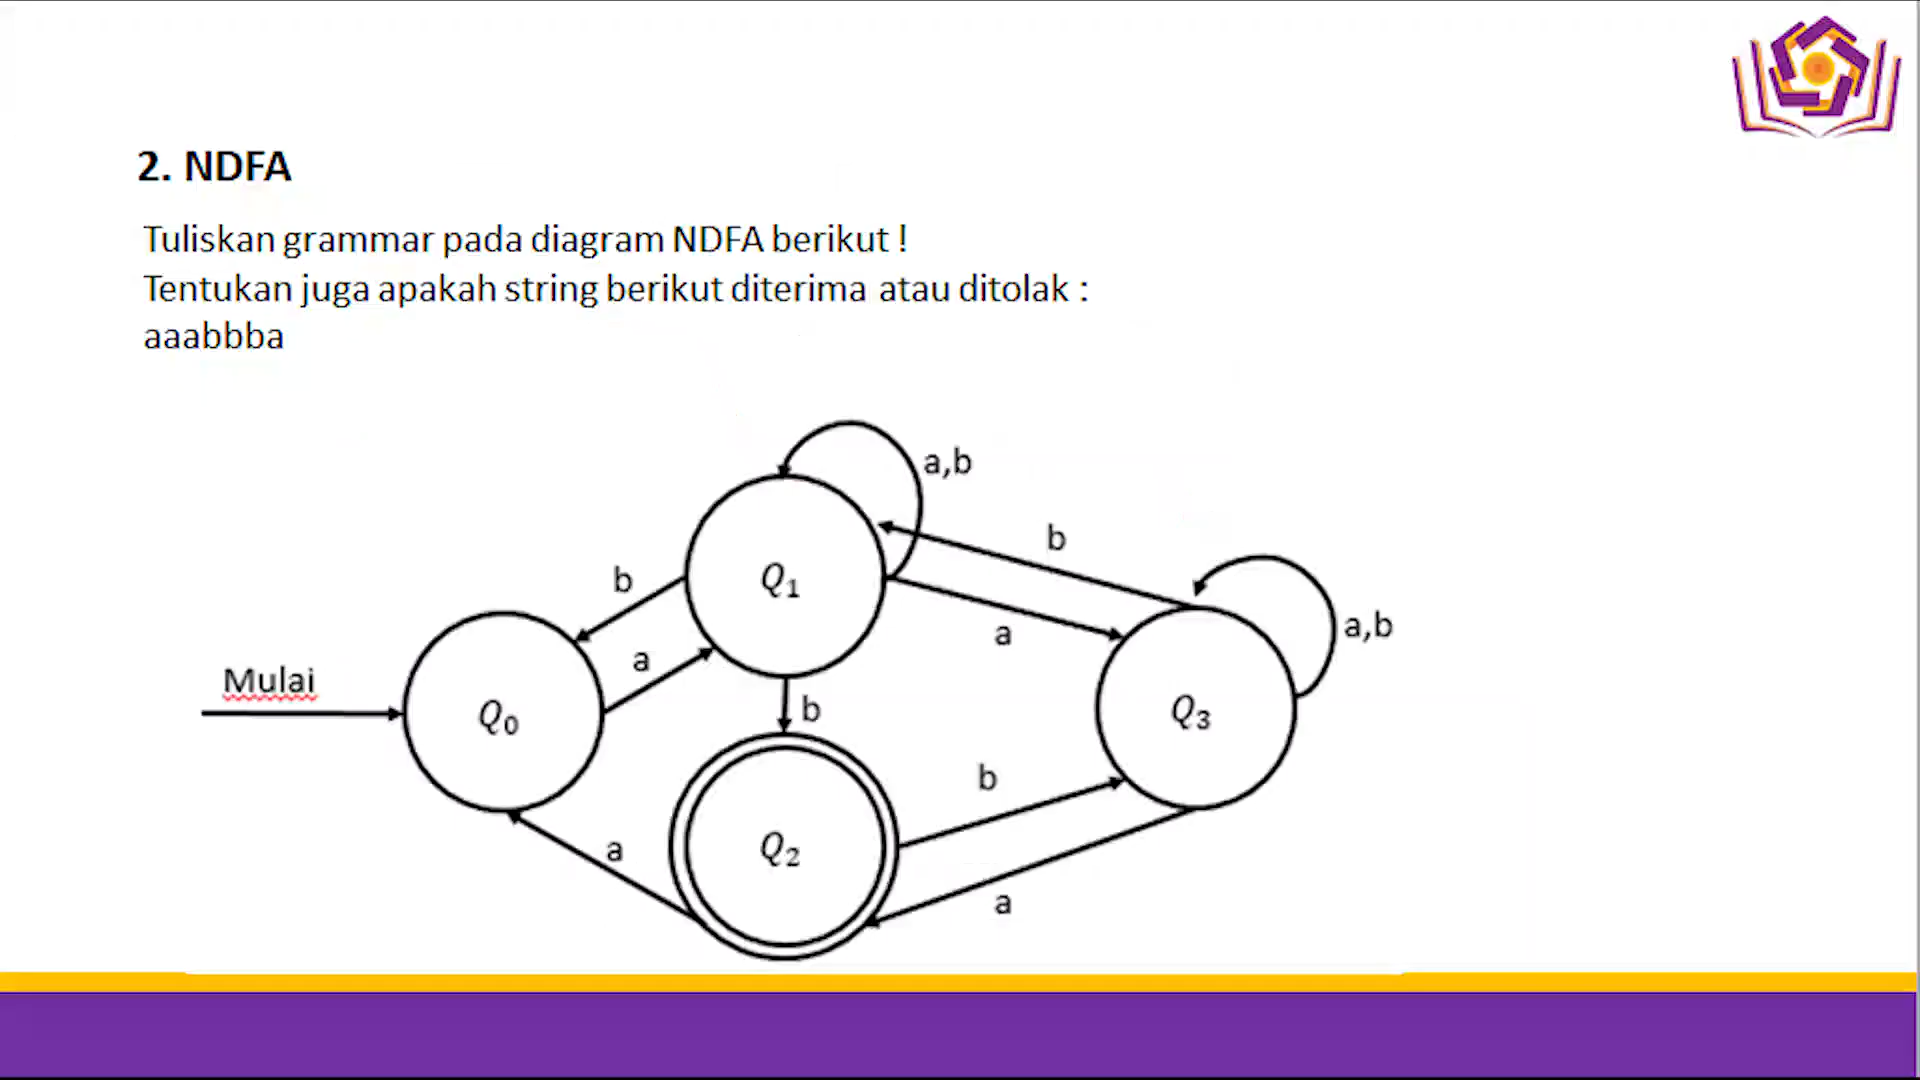 2. NDFA
Tuliskan grammar pada diagram NDFA berikut !
Tentukan juga apakah string berikut diterima atau ditolak :
aaabbba
a,b
b
b
Q₁
a,b
a
a
Mulai
b
Q₃
Q₀
b
a
Q₂
a